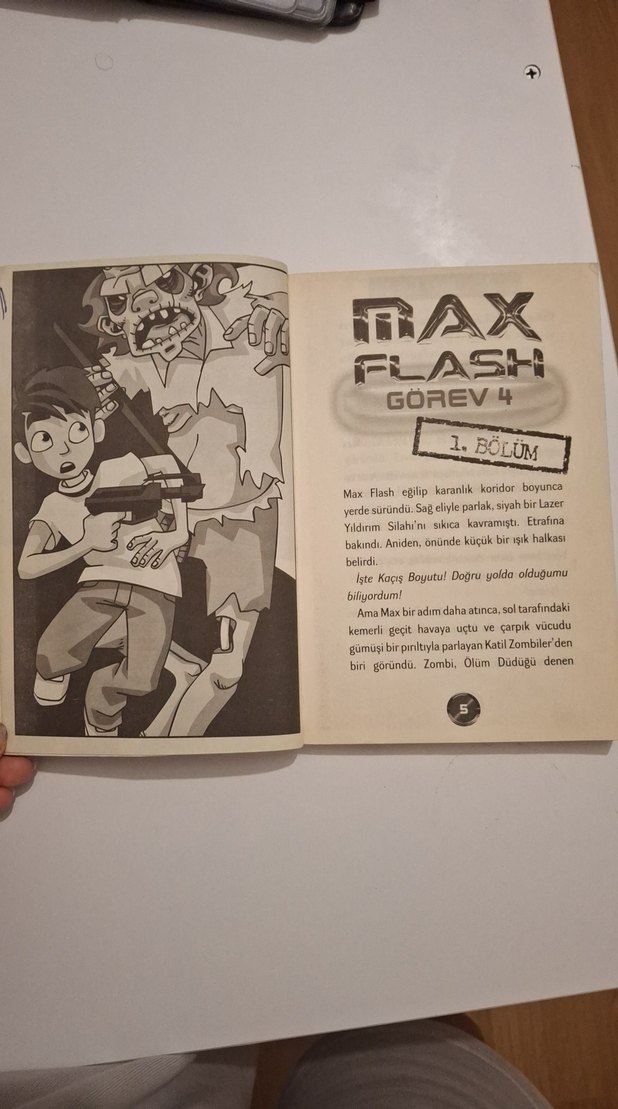 MAX
FLASH
GÖREV 4
1. BÖLÜM
Max Flash eğilip karanlık koridor boyunca
yerde süründü. Sağ eliyle parlak, siyah bir Lazer
Yıldırım Silahı'nı sıkıca kavramıştı. Etrafına
bakındı. Aniden, önünde küçük bir ışık halkası
belirdi.
İşte Kaçış Boyutu! Doğru yolda olduğumu
biliyordum!
Ama Max bir adım daha atınca, sol tarafındaki
kemerli geçit havaya uçtu ve çarpık vücudu
gümüşi bir pırıltıyla parlayan Katil Zombiler'den
biri göründü. Zombi, Ölüm Düdüğü denen
5